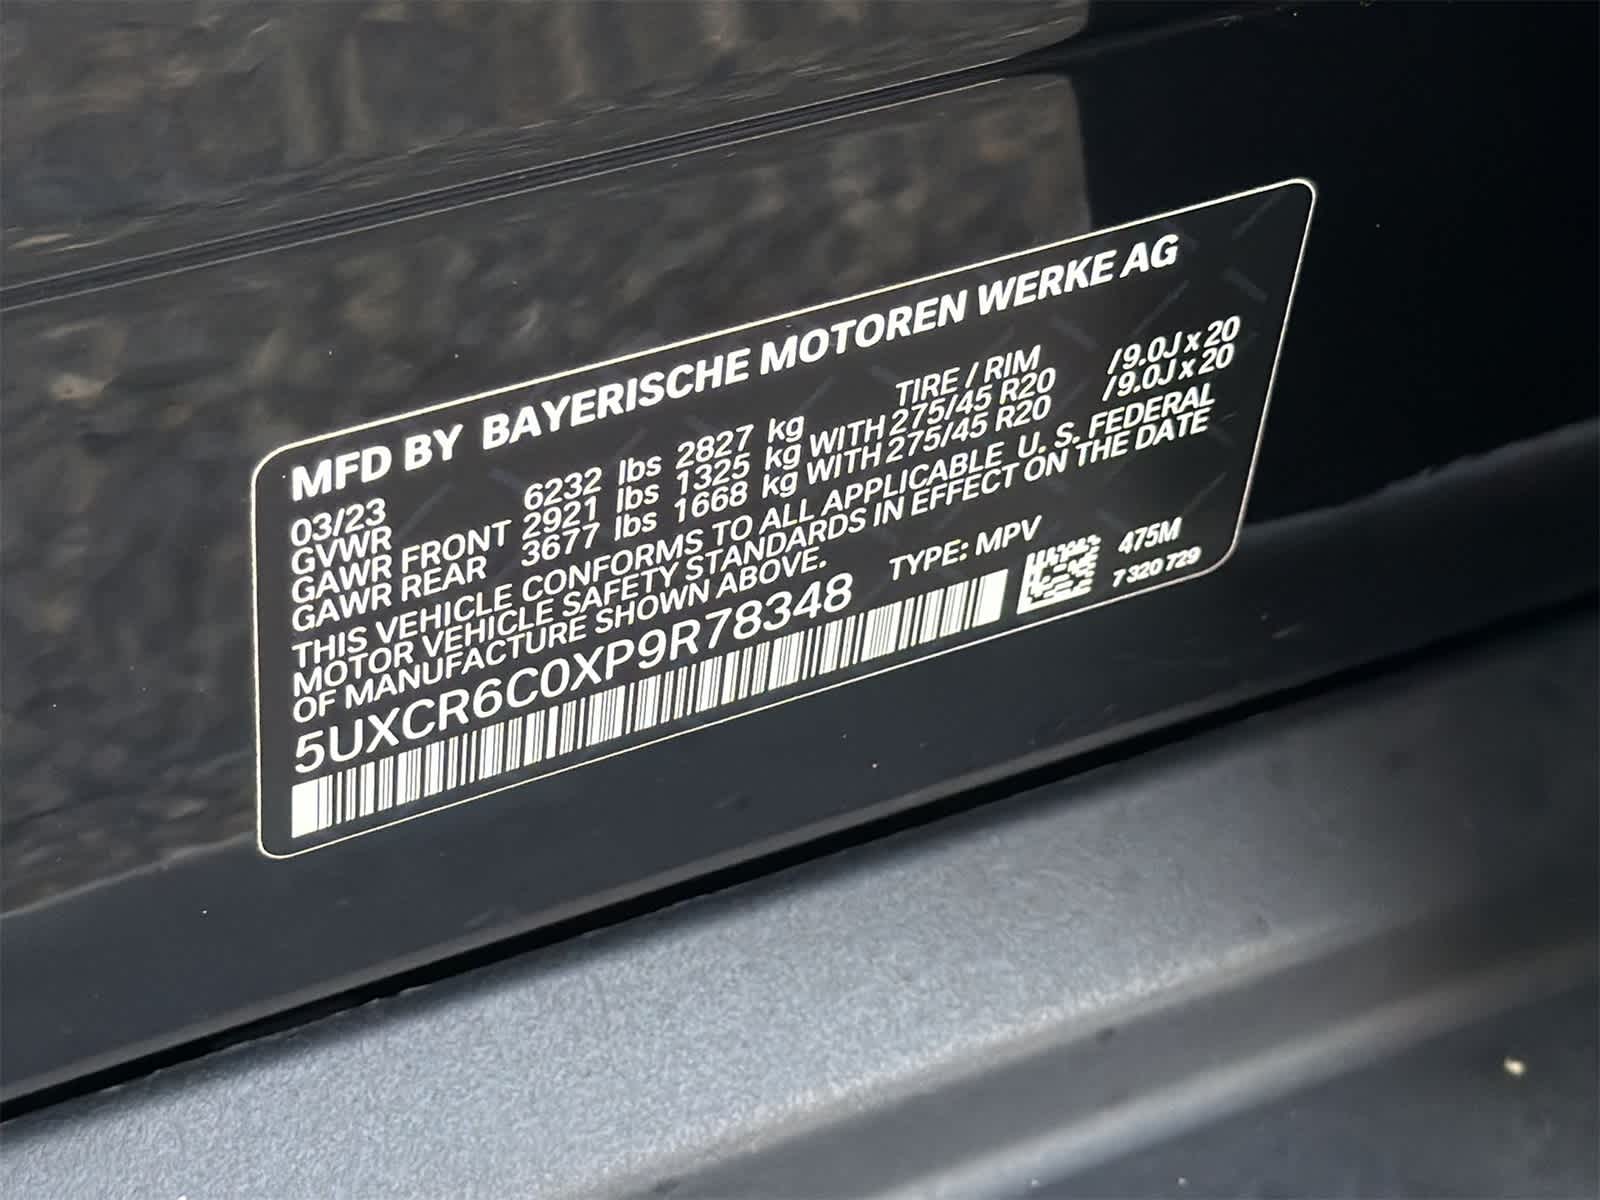 MFD BY BAYERISCHE MOTOREN WERKE AG
03/23 TIRE / RIM
GVWR 6232 lbs 2827 kg
GAWR FRONT 2921 lbs 1325 kg WITH 275/45 R20 /9.0J x 20
GAWR REAR 3677 lbs 1668 kg WITH 275/45 R20 /9.0J x 20
THIS VEHICLE CONFORMS TO ALL APPLICABLE U. S. FEDERAL
MOTOR VEHICLE SAFETY STANDARDS IN EFFECT ON THE DATE
OF MANUFACTURE SHOWN ABOVE.
5UXCR6C0XP9R78348 TYPE: MPV 475M
7 320 729